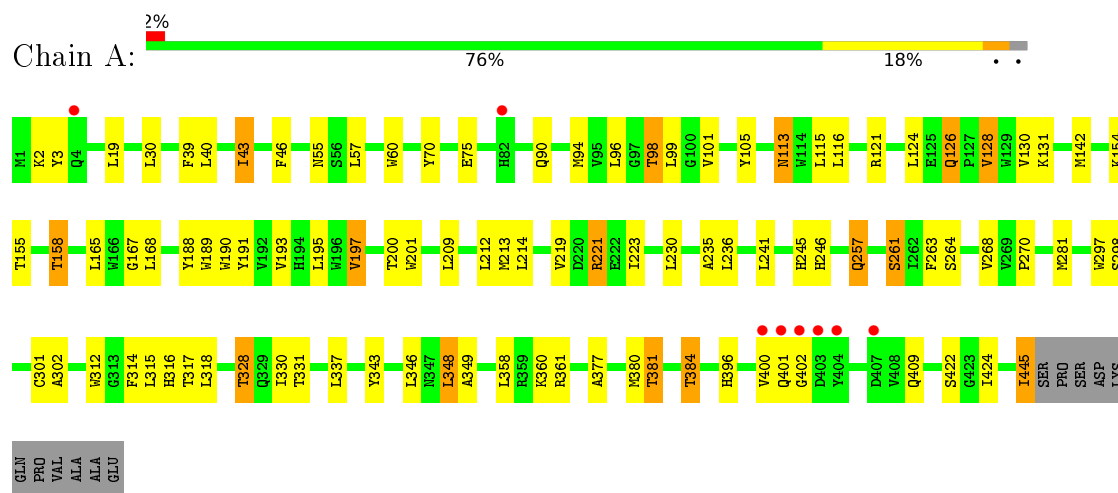 2%
Chain A:
76% 18% • •
M1 K2 Y3 Q4 L19 L30 F39 L40 T43 F46 N55 S56 L57 W60 Y70 E75 H82 Q90 M94 V95 L96 G97 T98 L99 G100 V101 Y105 N113 W114 L115 L116 R121 L124 E125 Q126 P127 V128 W129 V130 K131 M142 K154
T155 T158 L165 W166 G167 L168 Y188 W189 W190 Y191 V192 V193 H194 L195 W196 V197 T200 W201 L209 L212 M213 L214 V219 D220 R221 E222 I223 L230 A235 L236 L241 H245 H246 Q257 S261 I262 F263 S264 V268 V269 P270 M281 W297 S298
C301 A302 W312 G313 F314 L315 H316 T317 L318 T328 Q329 I330 T331 L337 Y343 L346 N347 L348 A349 L358 R359 K360 R361 A377 M380 T381 T384 H396 V400 Q401 G402 D403 Y404 D407 V408 Q409 S422 G423 I424 I445 SER PRO SER ASP LYS
GLN PRO VAL ALA ALA GLU